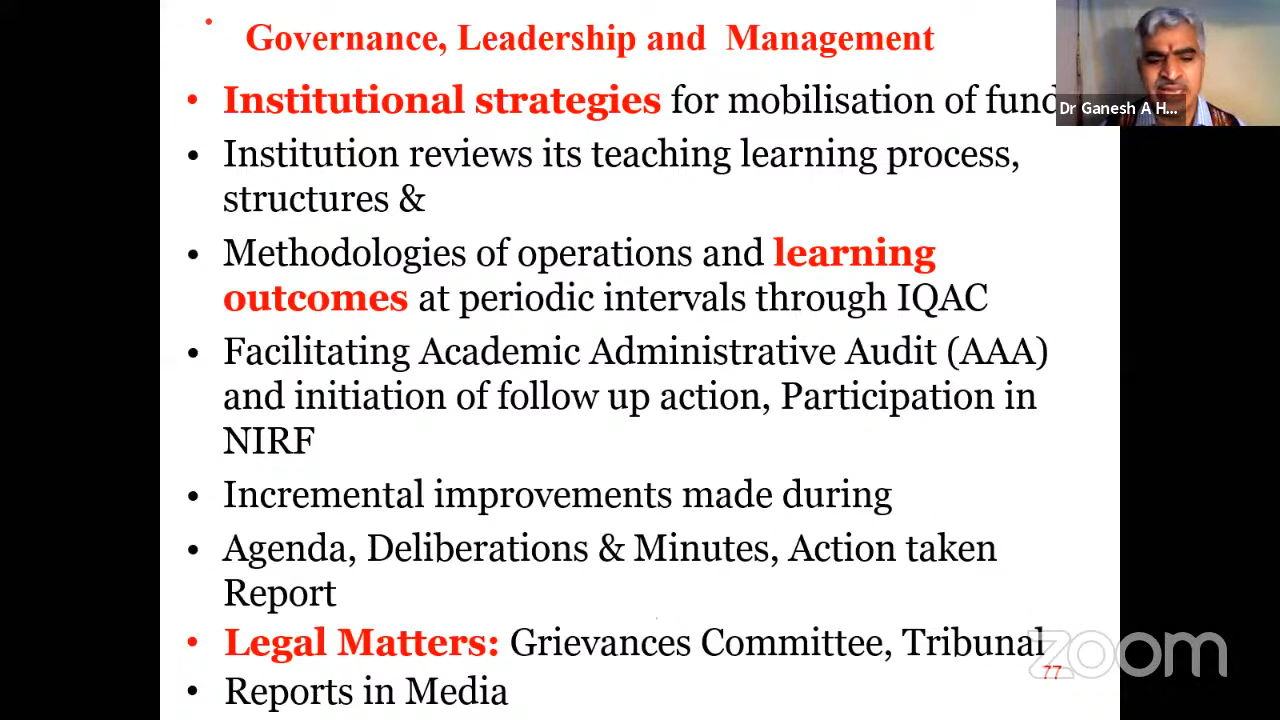 Governance, Leadership and Management
• Institutional strategies for mobilisation of fund
Dr Ganesh A H...
• Institution reviews its teaching learning process,
structures &
• Methodologies of operations and learning
outcomes at periodic intervals through IQAC
• Facilitating Academic Administrative Audit (AAA)
and initiation of follow up action, Participation in
NIRF
• Incremental improvements made during
• Agenda, Deliberations & Minutes, Action taken
Report
• Legal Matters: Grievances Committee, Tribunal
zoom
77
• Reports in Media